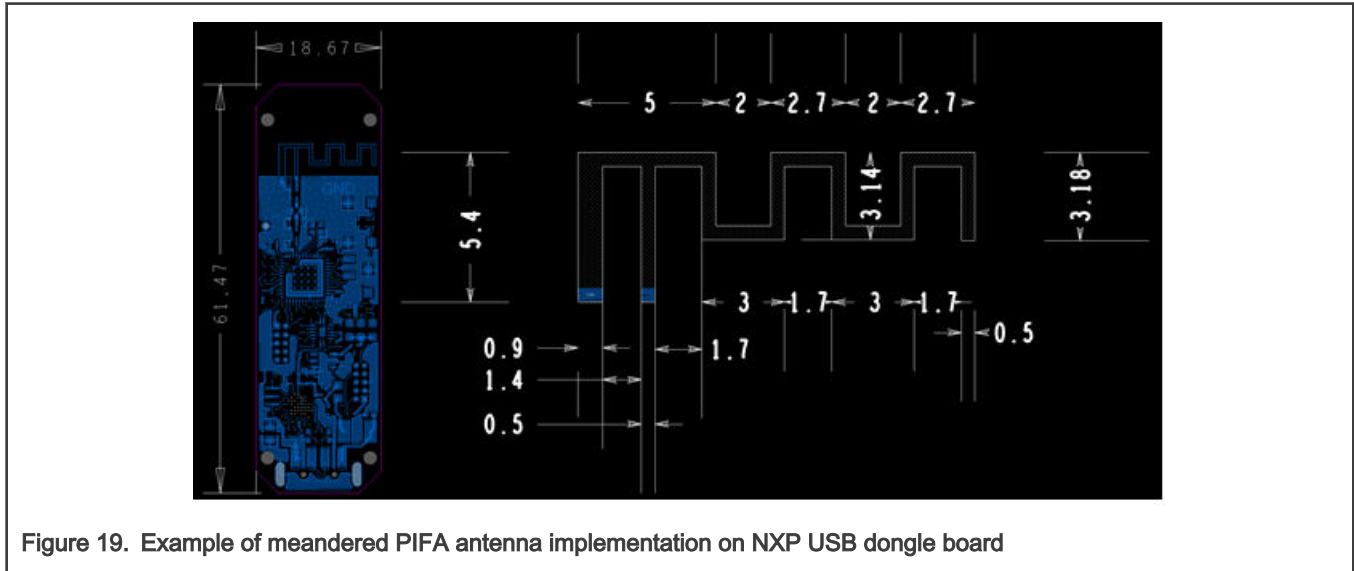 18.67
5 2 2.7 2 2.7
GND
5.4
3.14
3.18
61.47
3 1.7 3 1.7
0.5
0.9
1.7
1.4
0.5
Figure 19. Example of meandered PIFA antenna implementation on NXP USB dongle board